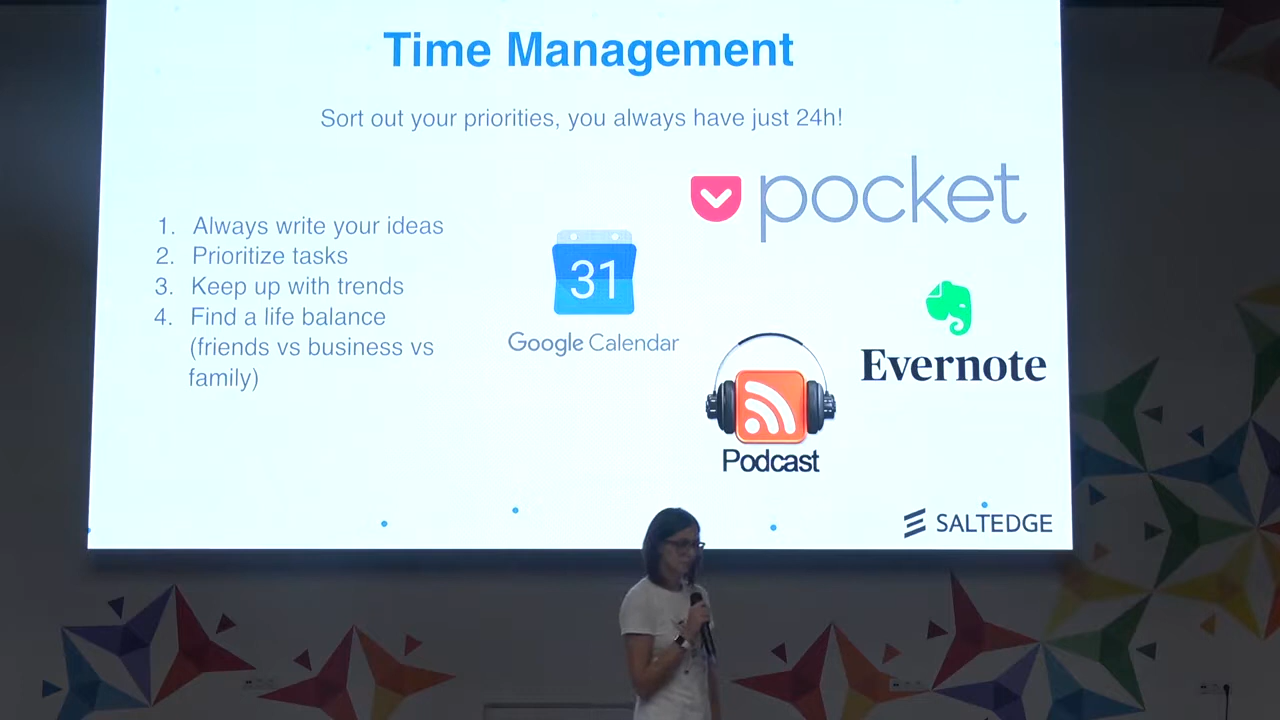 Time Management
Sort out your priorities, you always have just 24h!
1. Always write your ideas
2. Prioritize tasks
3. Keep up with trends
4. Find a life balance
(friends vs business vs
family)
31
Google Calendar
pocket
Evernote
Podcast
SALTEDGE